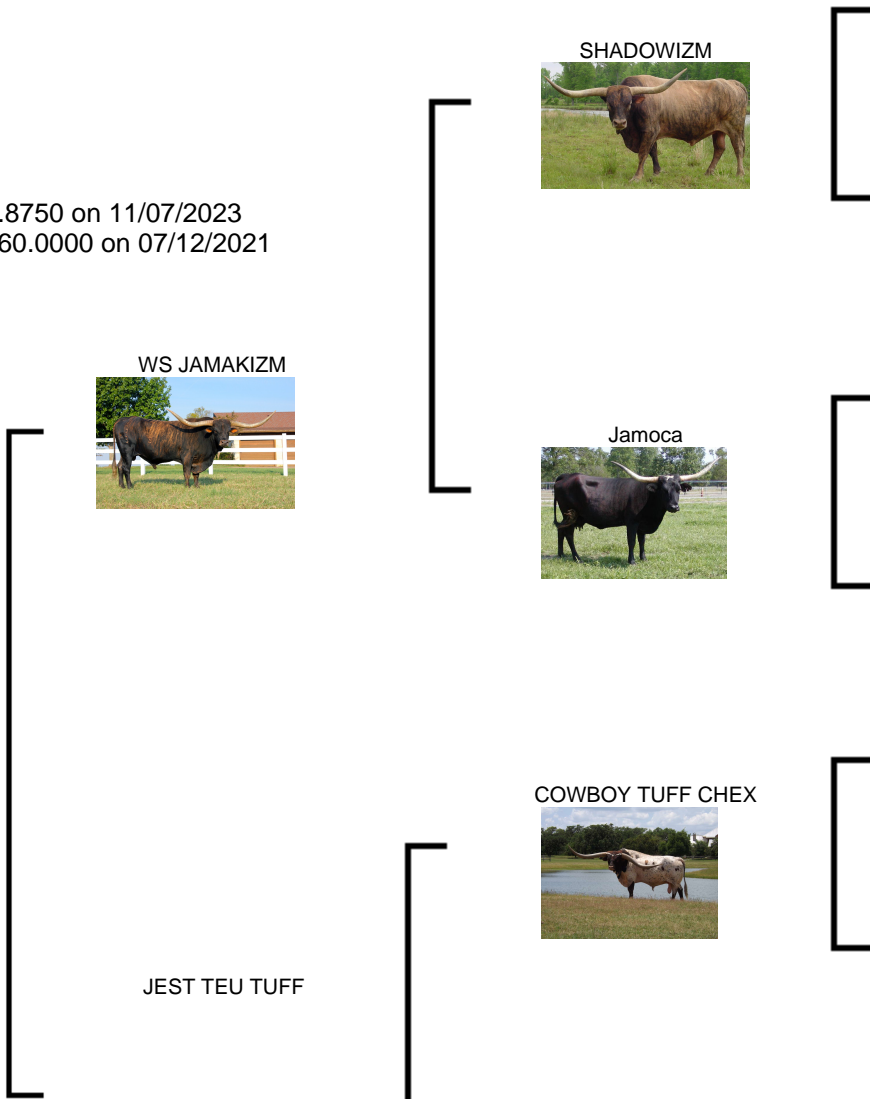 SHADOWIZM
.8750 on 11/07/2023
60.0000 on 07/12/2021
WS JAMAKIZM
Jamoca
COWBOY TUFF CHEX
JEST TEU TUFF